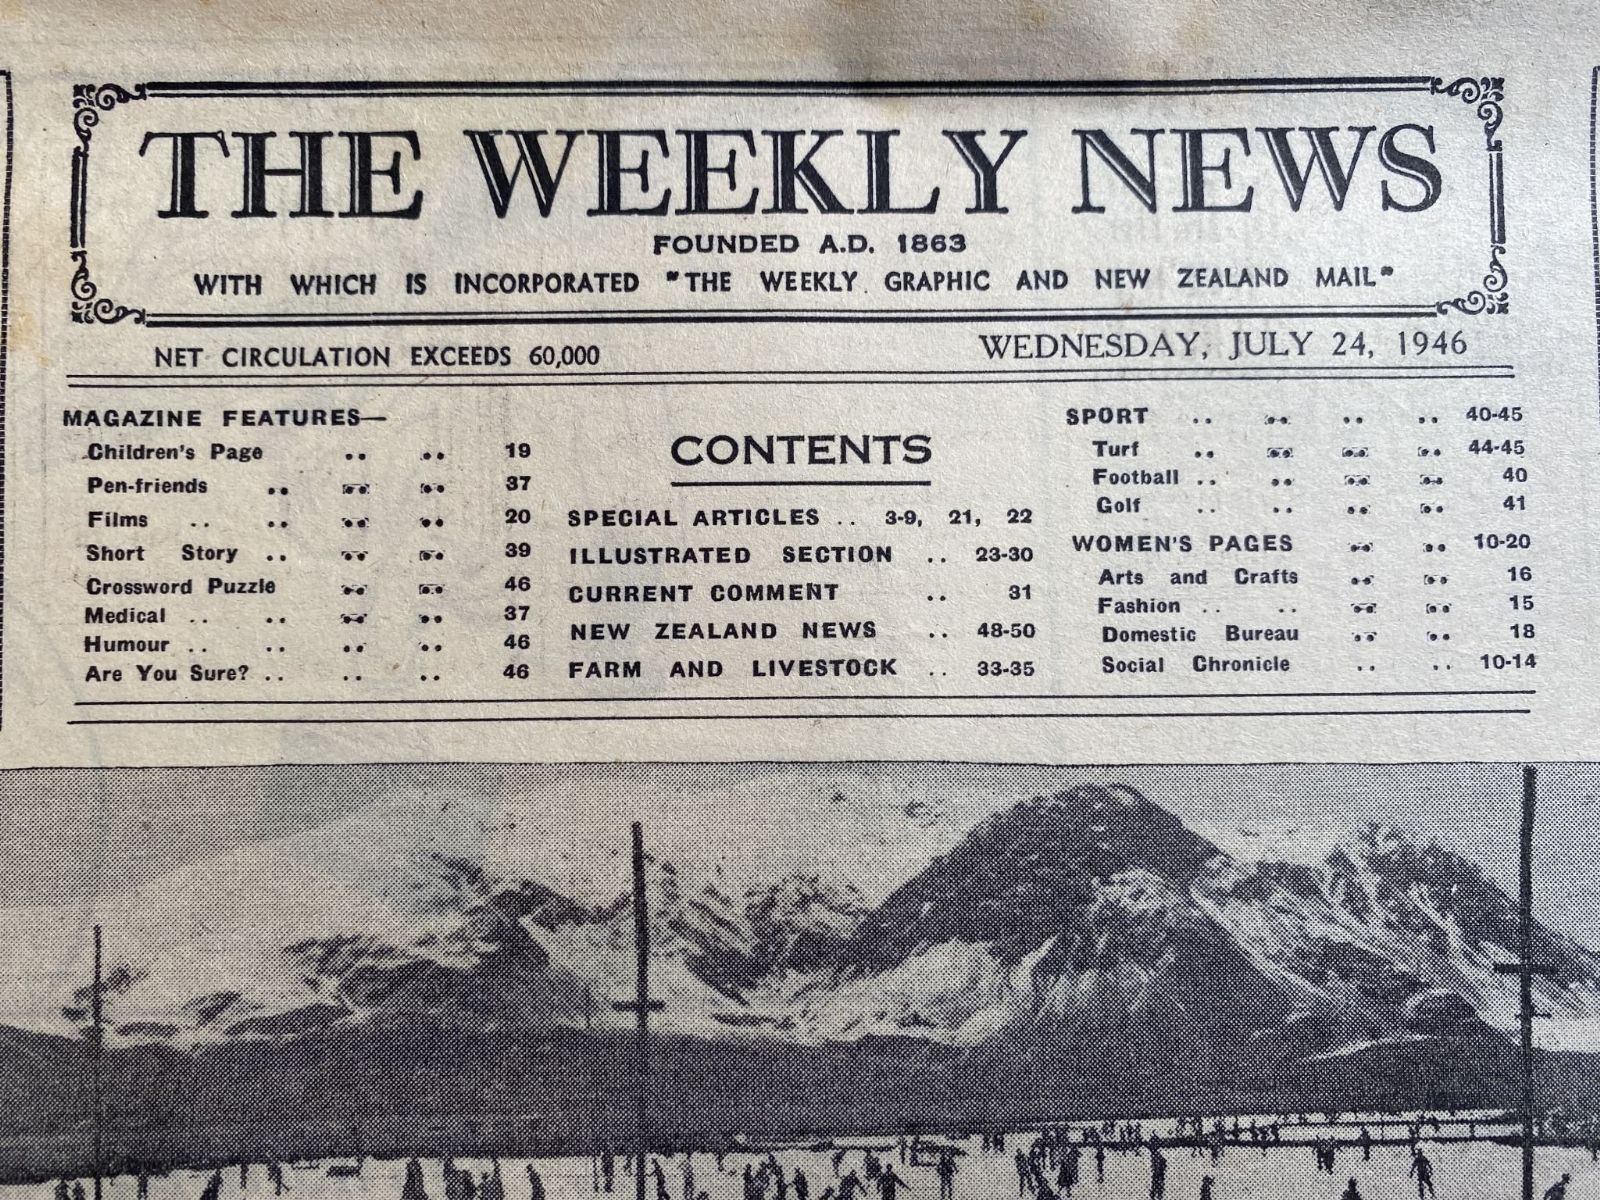 THE WEEKLY NEWS
FOUNDED A.D. 1863
WITH WHICH IS INCORPORATED "THE WEEKLY GRAPHIC AND NEW ZEALAND MAIL"
NET CIRCULATION EXCEEDS 60,000
WEDNESDAY, JULY 24, 1946
MAGAZINE FEATURES—
Children's Page .. .. 19
Pen-friends .. .. .. 37
Films .. .. .. .. 20
Short Story .. .. .. 39
Crossword Puzzle .. .. 46
Medical .. .. .. .. 37
Humour .. .. .. .. 46
Are You Sure? .. .. .. 46
CONTENTS
SPECIAL ARTICLES .. 3-9, 21, 22
ILLUSTRATED SECTION .. 23-30
CURRENT COMMENT .. 31
NEW ZEALAND NEWS .. 48-50
FARM AND LIVESTOCK .. 33-35
SPORT .. .. .. .. 40-45
Turf .. .. .. .. 44-45
Football .. .. .. .. 40
Golf .. .. .. .. 41
WOMEN'S PAGES .. .. 10-20
Arts and Crafts .. .. 16
Fashion .. .. .. .. 15
Domestic Bureau .. .. 18
Social Chronicle .. .. 10-14